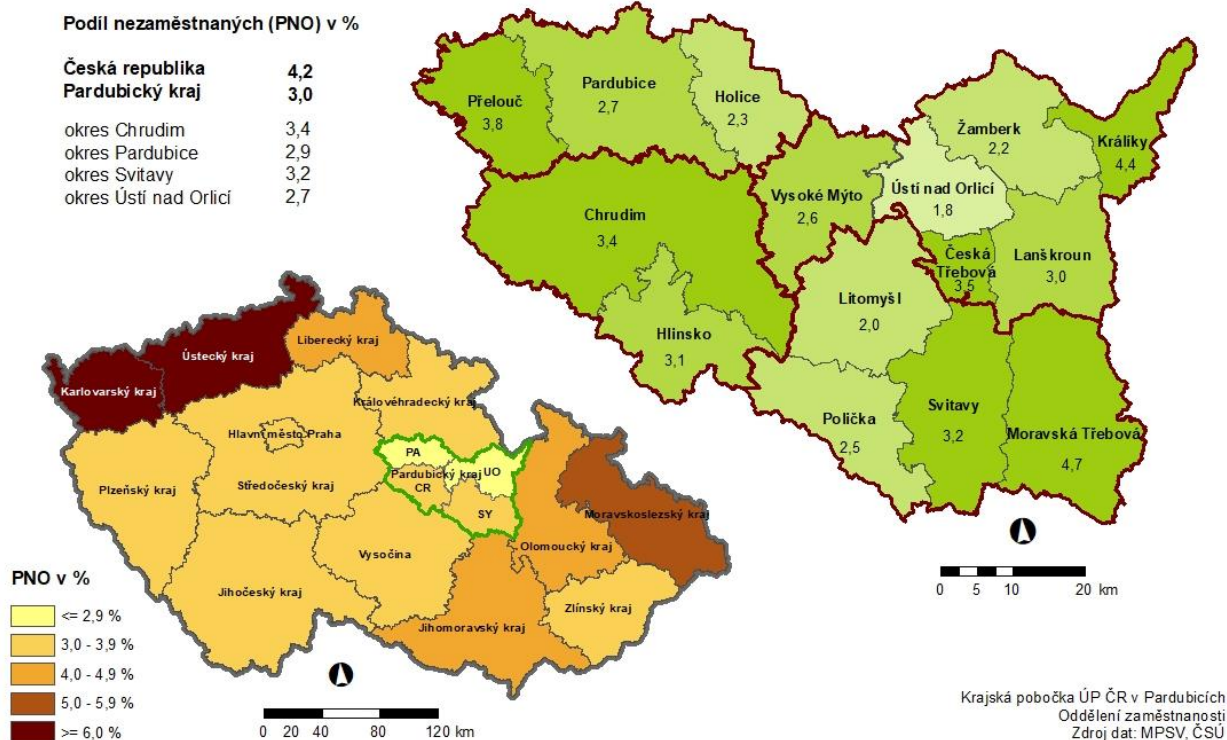 Podíl nezaměstnaných (PNO) v %
Česká republika 4,2
Pardubický kraj 3,0
okres Chrudim 3,4
okres Pardubice 2,9
okres Svitavy 3,2
okres Ústí nad Orlicí 2,7
Přelouč
3,8
Pardubice
2,7
Holice
2,3
Žamberk
2,2
Králíky
4,4
Ústí nad Orlicí
1,8
Vysoké Mýto
2,6
Chrudim
3,4
Česká
Třebová
3,5
Lanškroun
3,0
Litomyšl
2,0
Hlinsko
3,1
Polička
2,5
Svitavy
3,2
Moravská Třebová
4,7
0 5 10 20 km
Karlovarský kraj
Ústecký kraj
Liberecký kraj
Královéhradecký kraj
Hlavní město Praha
Středočeský kraj
Plzeňský kraj
PA
UO
Pardubický kraj
CR
SY
Moravskoslezský kraj
Olomoucký kraj
Vysočina
Jihočeský kraj
Zlínský kraj
Jihomoravský kraj
PNO v %
<= 2,9 %
3,0 - 3,9 %
4,0 - 4,9 %
5,0 - 5,9 %
>= 6,0 %
0 20 40 80 120 km
Krajská pobočka ÚP ČR v Pardubicích
Oddělení zaměstnanosti
Zdroj dat: MPSV, ČSÚ